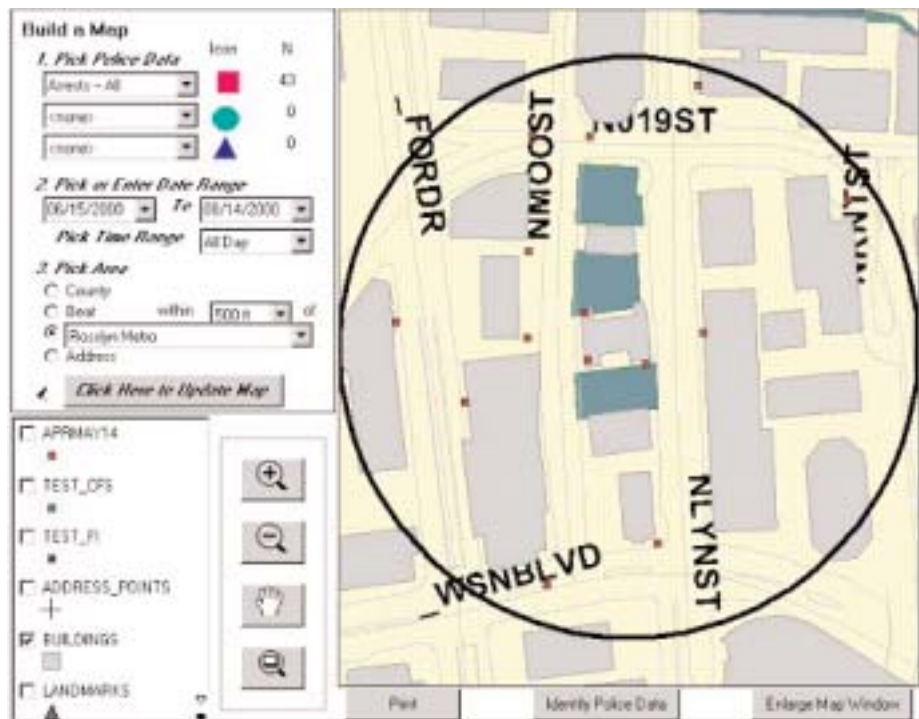 Build a Map
Icon N
1. Pick Police Data
Arrests - All 43
<none> 0
<none> 0
2. Pick or Enter Date Range
06/15/2000 To 08/14/2000
Pick Time Range All Day
3. Pick Area
County
Beat within 500 ft of
Rosslyn Metro
Address
4. Click Here to Update Map
APRMAY14
TEST_CFS
TEST_FI
ADDRESS_POINTS
BUILDINGS
LANDMARKS
FORDR
NMOOST
19ST
WSNBLVD
NLYNST
Print Identify Police Data Enlarge Map Window